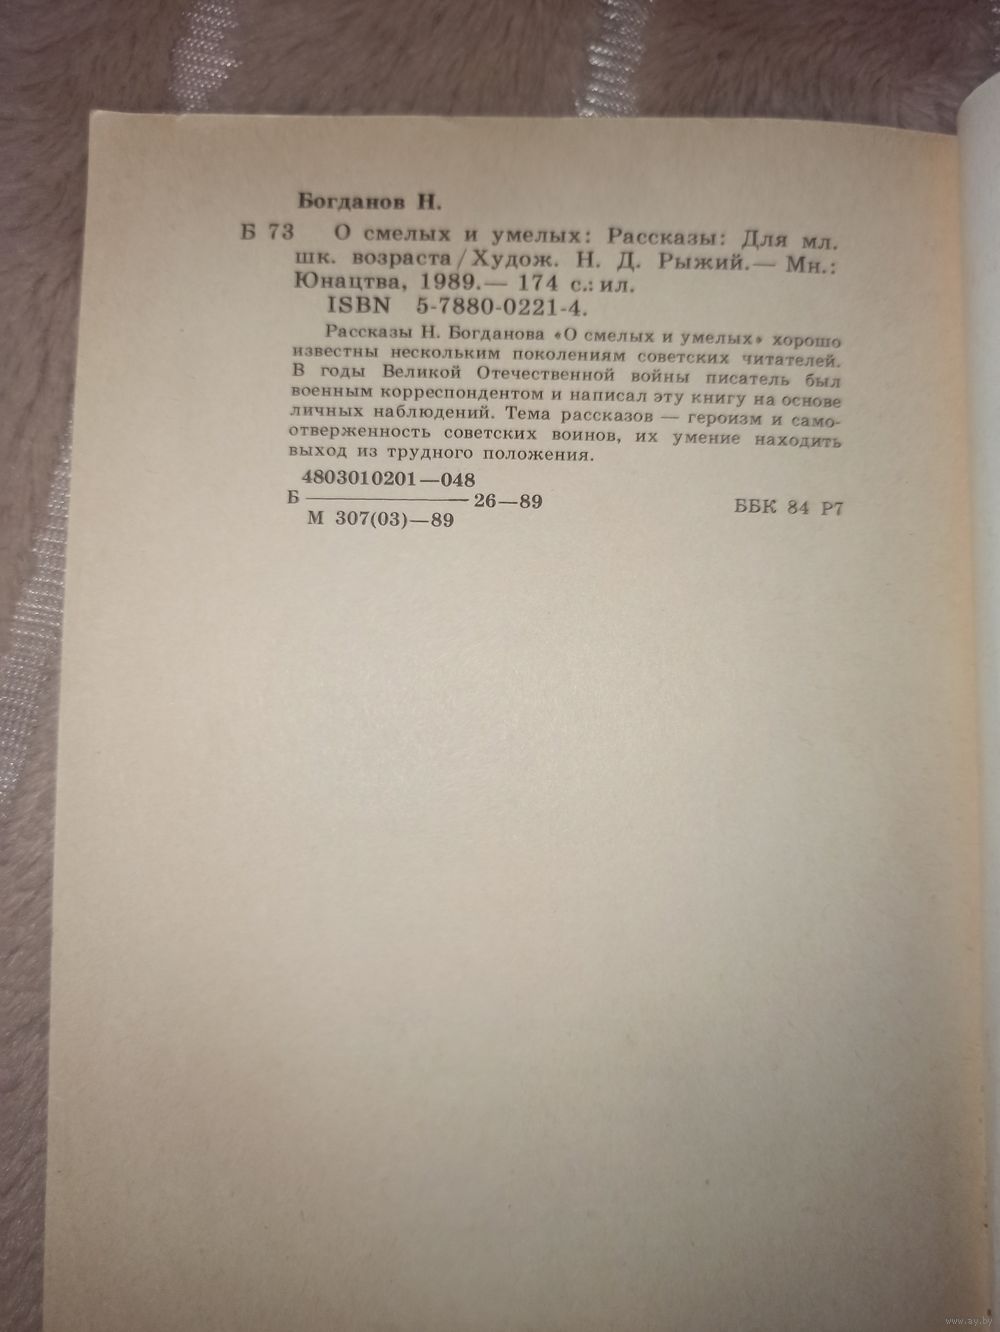 Богданов Н.
Б 73 О смелых и умелых: Рассказы: Для мл.
шк. возраста / Худож. Н. Д. Рыжий.— Мн.:
Юнацтва, 1989.— 174 с.: ил.
ISBN 5-7880-0221-4.
Рассказы Н. Богданова «О смелых и умелых» хорошо
известны нескольким поколениям советских читателей.
В годы Великой Отечественной войны писатель был
военным корреспондентом и написал эту книгу на основе
личных наблюдений. Тема рассказов — героизм и само-
отверженность советских воинов, их умение находить
выход из трудного положения.
4803010201—048
Б ——— 26—89
М 307(03)—89
ББК 84 Р7
www.ay.by